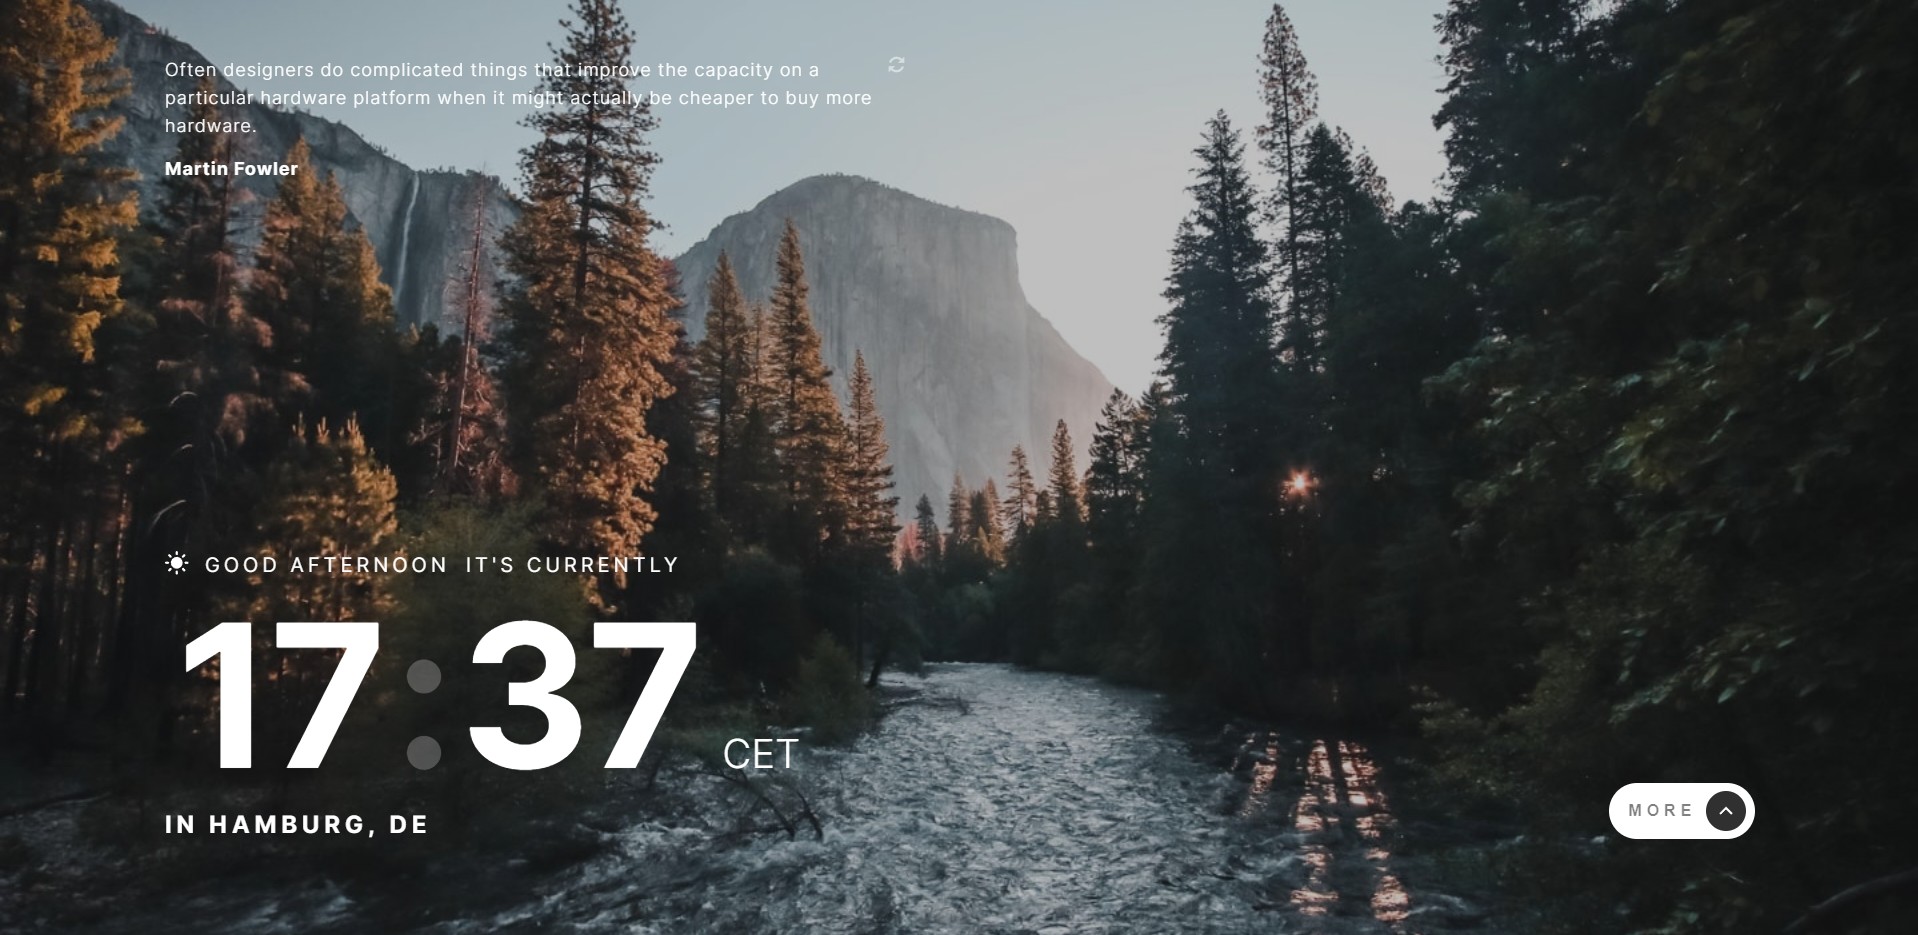 Often designers do complicated things that improve the capacity on a
particular hardware platform when it might actually be cheaper to buy more
hardware.
Martin Fowler
GOOD AFTERNOON IT'S CURRENTLY
17:37 CET
IN HAMBURG, DE
MORE